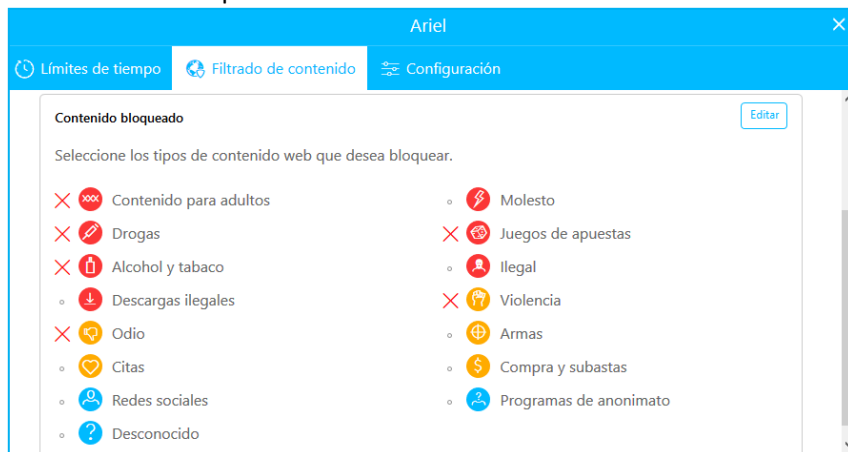 Ariel
Límites de tiempo
Filtrado de contenido
Configuración
Contenido bloqueado
Editar
Seleccione los tipos de contenido web que desea bloquear.
Contenido para adultos
Molesto
Drogas
Juegos de apuestas
Alcohol y tabaco
Ilegal
Descargas ilegales
Violencia
Odio
Armas
Citas
Compra y subastas
Redes sociales
Programas de anonimato
Desconocido